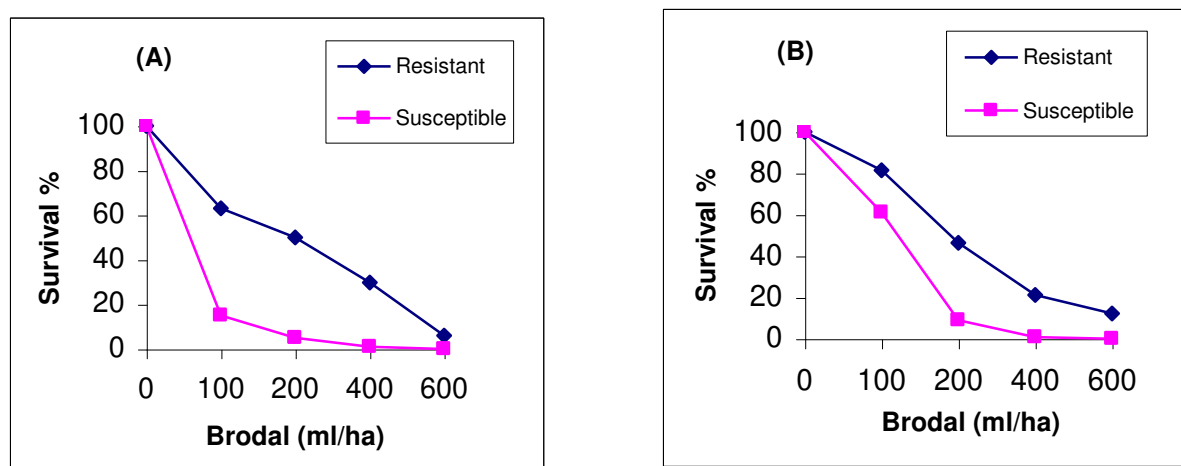 (A)
Resistant
Susceptible
100
80
60
40
20
0
Survival %
0 100 200 400 600
Brodal (ml/ha)
(B)
Resistant
Susceptible
100
80
60
40
20
0
Survival %
0 100 200 400 600
Brodal (ml/ha)